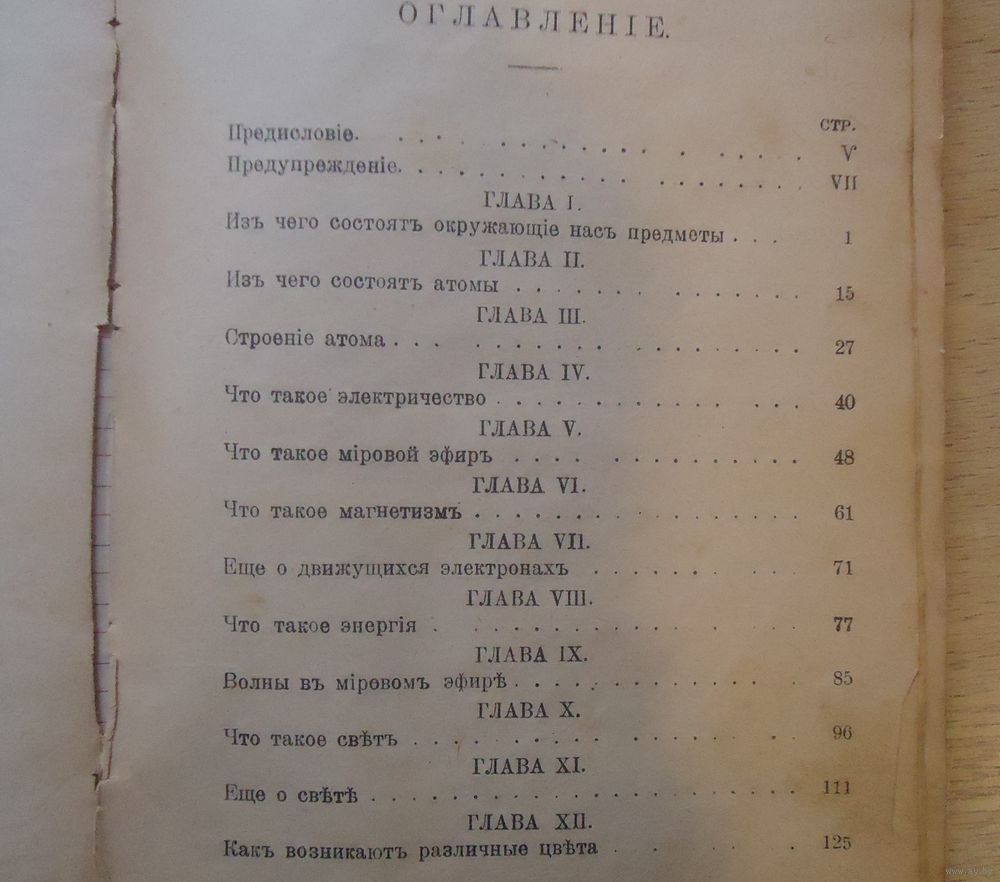 ОГЛАВЛЕНІЕ.
СТР.
Предисловіе. . . . . . . . . . . . . . . . . . V
Предупрежденіе. . . . . . . . . . . . . . . . . . VII
ГЛАВА I.
Изъ чего состоятъ окружающіе насъ предметы . . . 1
ГЛАВА II.
Изъ чего состоятъ атомы . . . . . . . . . . . . . . 15
ГЛАВА III.
Строеніе атома . . . . . . . . . . . . . . . . . . 27
ГЛАВА IV.
Что такое электричество . . . . . . . . . . . . . . 40
ГЛАВА V.
Что такое міровой эфиръ . . . . . . . . . . . . . . 48
ГЛАВА VI.
Что такое магнетизмъ . . . . . . . . . . . . . . . 61
ГЛАВА VII.
Еще о движущихся электронахъ . . . . . . . . . . 71
ГЛАВА VIII.
Что такое энергія . . . . . . . . . . . . . . . . 77
ГЛАВА IX.
Волны въ міровомъ эфирѣ . . . . . . . . . . . . . 85
ГЛАВА X.
Что такое свѣтъ . . . . . . . . . . . . . . . . . 96
ГЛАВА XI.
Еще о свѣтѣ . . . . . . . . . . . . . . . . . . . 111
ГЛАВА XII.
Какъ возникаютъ различные цвѣта . . . . . . . . 125
www.ay.by